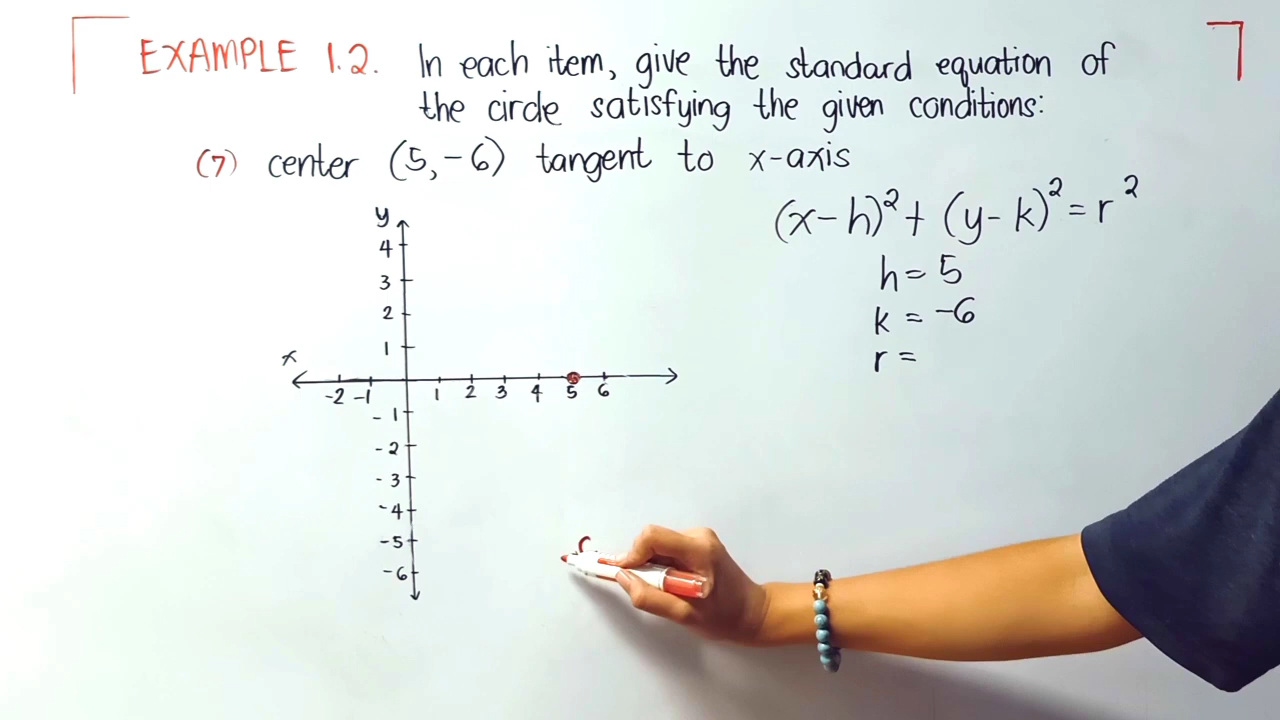 EXAMPLE 1.2. In each item, give the standard equation of
the circle satisfying the given conditions:
(7) center (5, -6) tangent to x-axis
(x-h)²+ (y-k)²=r²
h= 5
k = -6
r =
y
4
3
2
1
x
-2 -1 1 2 3 4 5 6
-1
-2
-3
-4
-5
-6
C